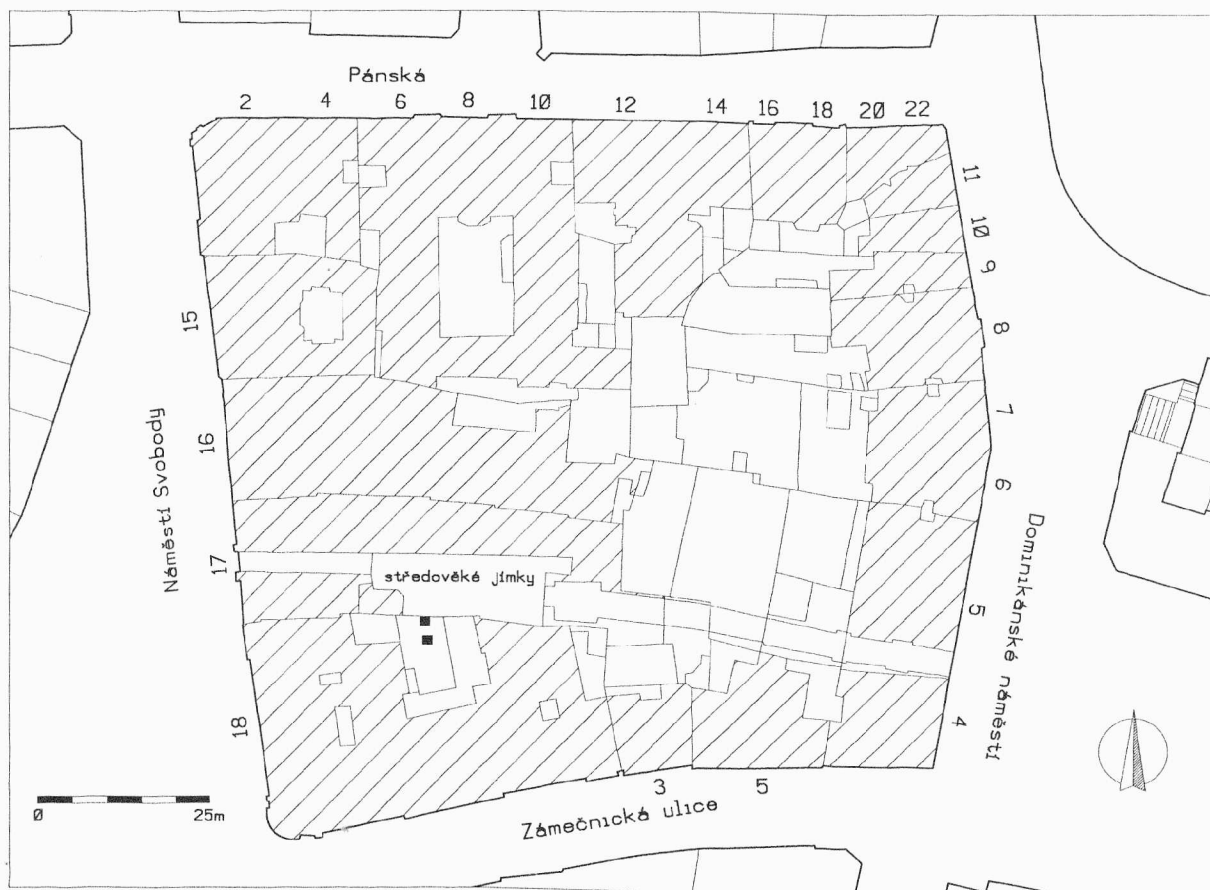 Pánská
2 4 6 8 10 12 14 16 18 20 22
11
10
9
8
7
6
5
4
15
16
17
18
Náměstí Svobody
středověké jímky
Dominikánské náměstí
3 5
Zámečnická ulice
0 25m